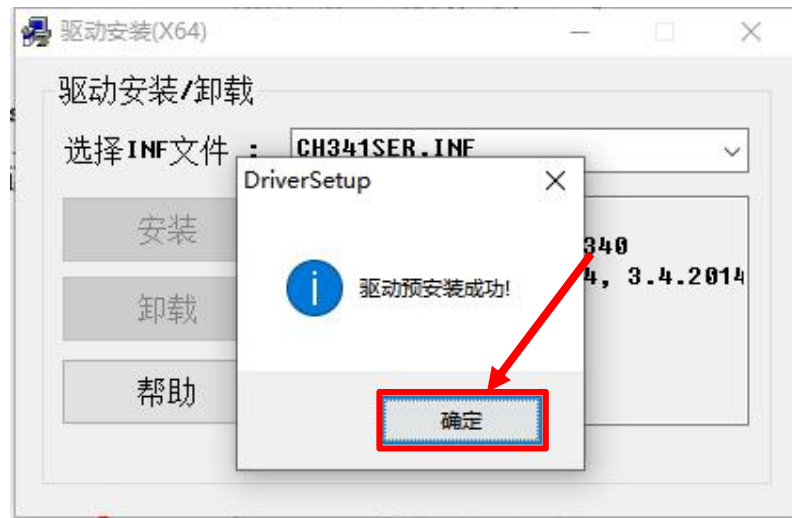 驱动安装(X64)
驱动安装/卸载
选择INF文件 :
CH341SER.INF
DriverSetup
安装
340
驱动预安装成功!
4, 3.4.2014
卸载
帮助
确定